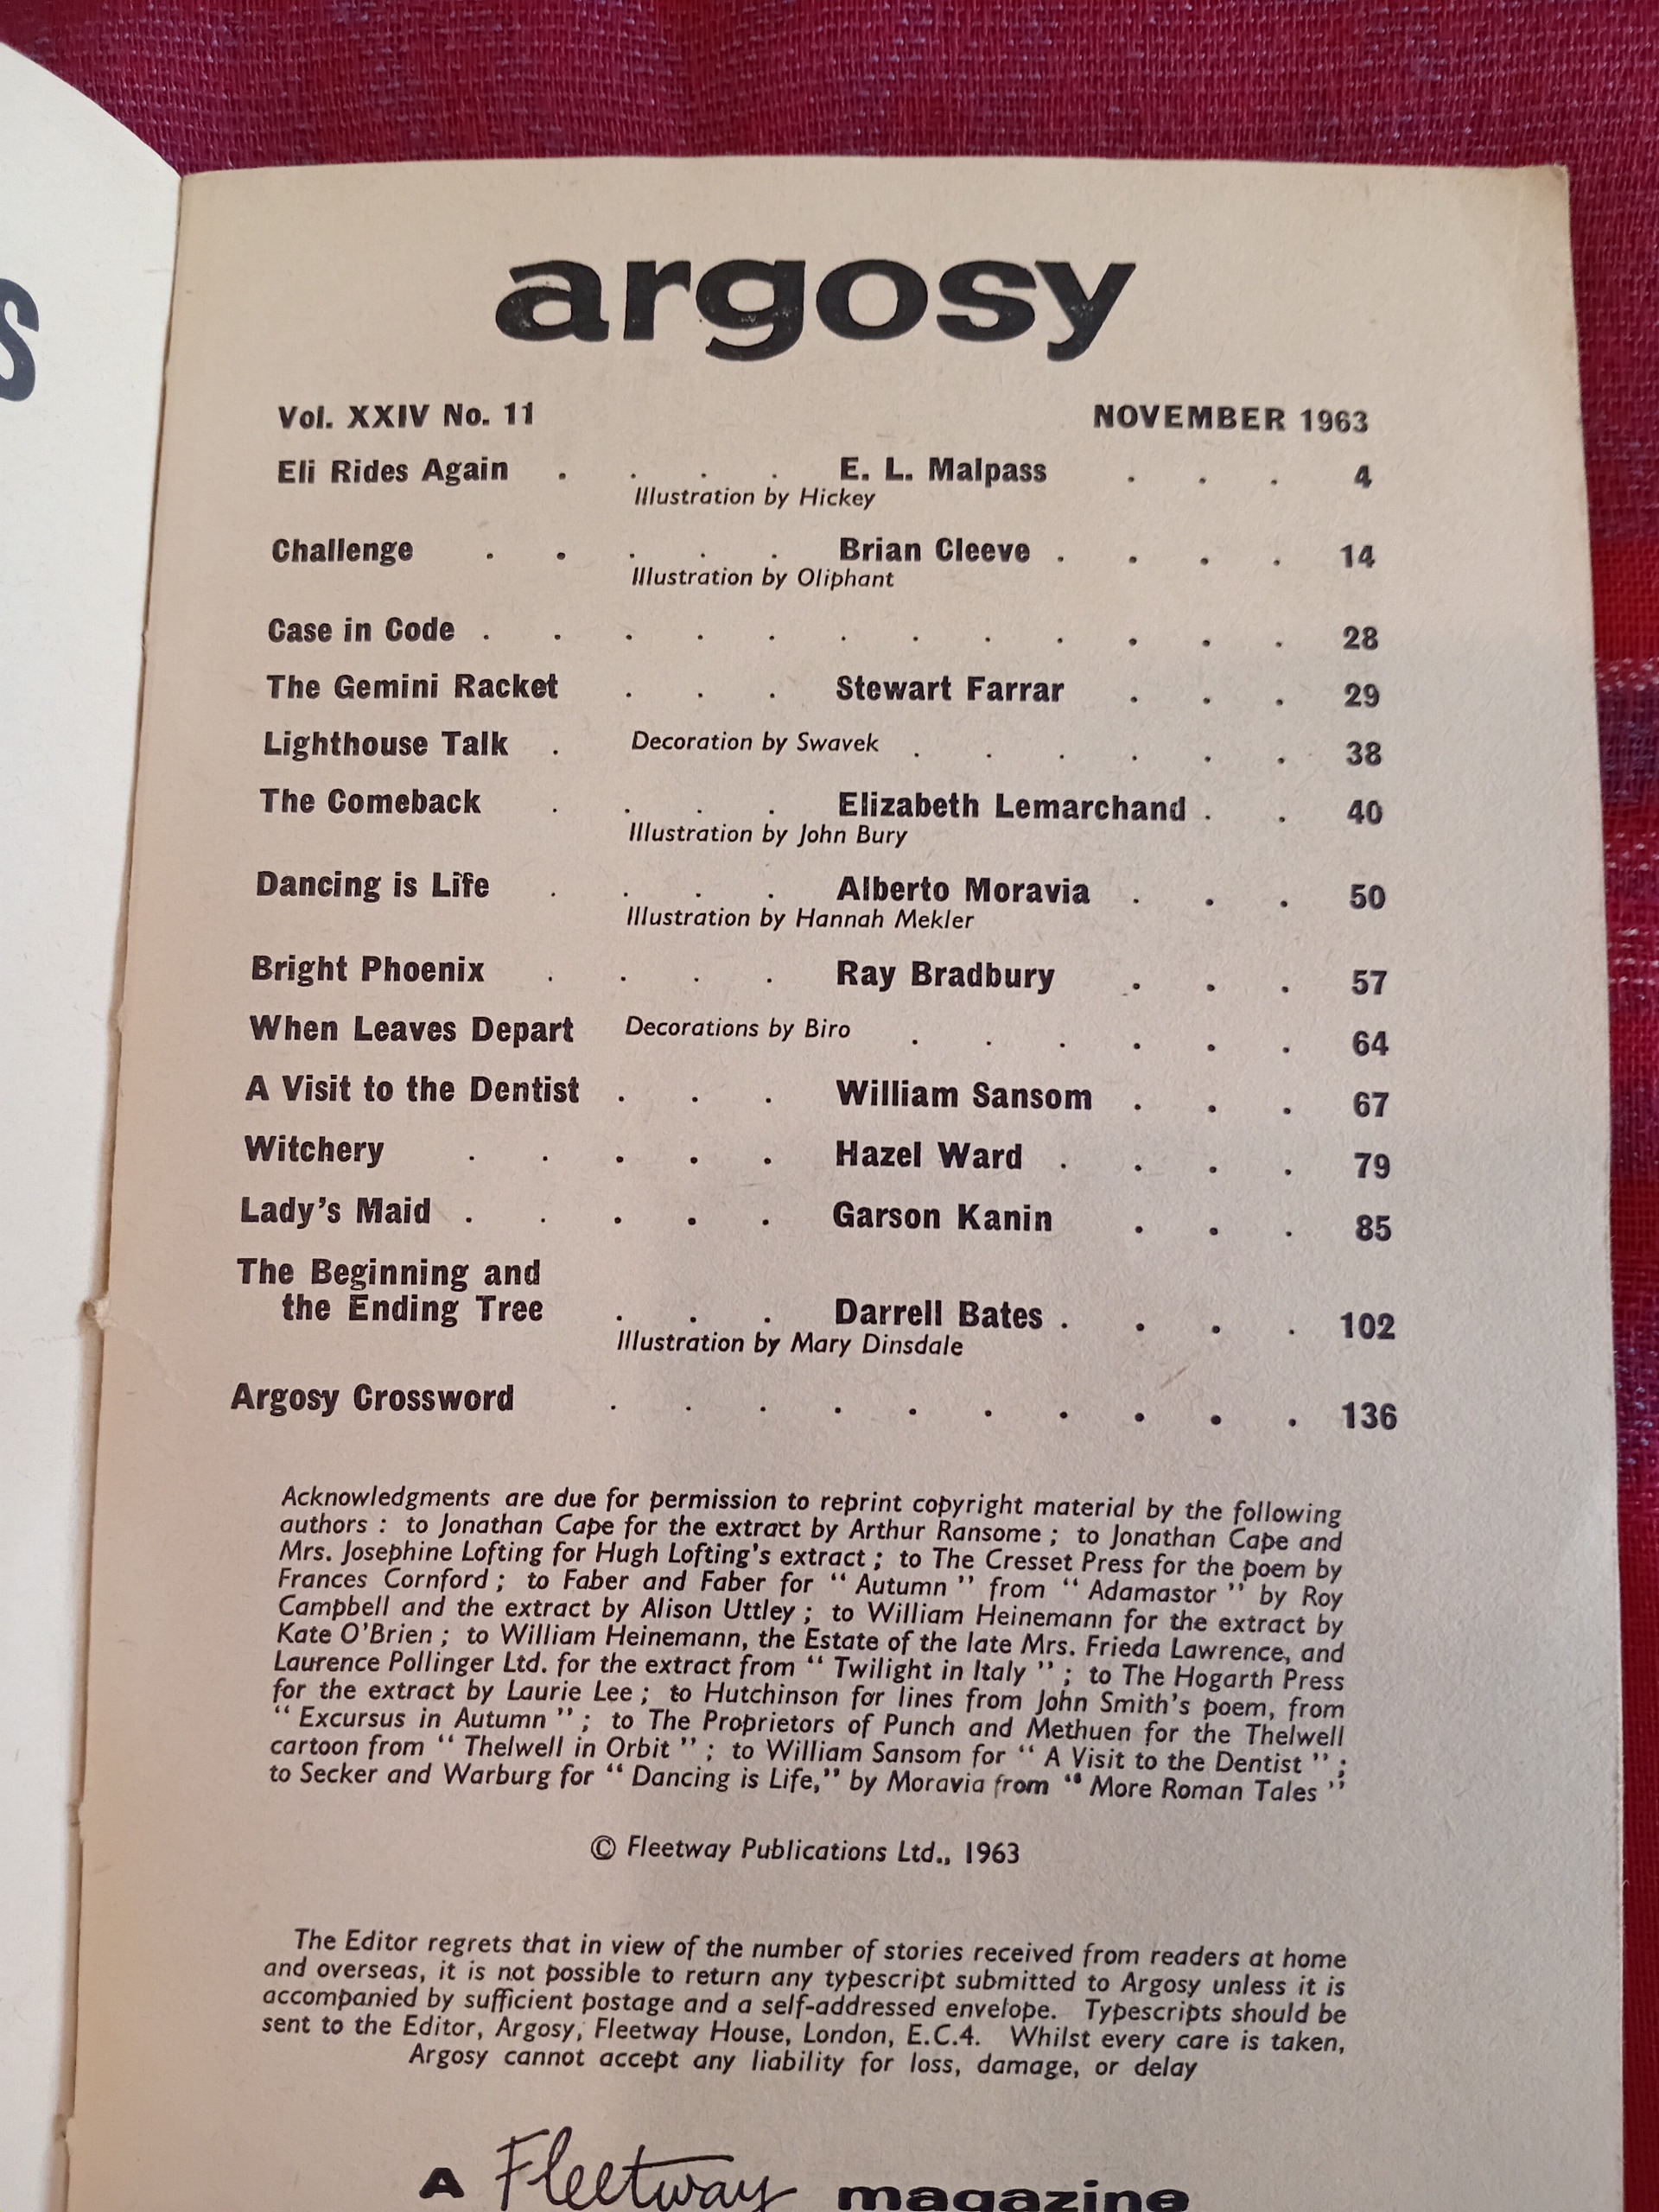 S
argosy
Vol. XXIV No. 11 NOVEMBER 1963
Eli Rides Again . . . . E. L. Malpass . . . 4
Illustration by Hickey
Challenge . . . . . Brian Cleeve . . . . 14
Illustration by Oliphant
Case in Code . . . . . . . . . . . . 28
The Gemini Racket . . . Stewart Farrar . . . 29
Lighthouse Talk . Decoration by Swavek . . . . . . 38
The Comeback . . . . Elizabeth Lemarchand . . 40
Illustration by John Bury
Dancing is Life . . . . Alberto Moravia . . . 50
Illustration by Hannah Mekler
Bright Phoenix . . . . Ray Bradbury . . . 57
When Leaves Depart Decorations by Biro . . . . . . 64
A Visit to the Dentist . . . William Sansom . . . 67
Witchery . . . . . Hazel Ward . . . . 79
Lady's Maid . . . . . Garson Kanin . . . 85
The Beginning and
the Ending Tree . . . Darrell Bates . . . . 102
Illustration by Mary Dinsdale
Argosy Crossword . . . . . . . . . . 136
Acknowledgments are due for permission to reprint copyright material by the following
authors : to Jonathan Cape for the extract by Arthur Ransome ; to Jonathan Cape and
Mrs. Josephine Lofting for Hugh Lofting's extract ; to The Cresset Press for the poem by
Frances Cornford ; to Faber and Faber for “ Autumn ” from “ Adamastor ” by Roy
Campbell and the extract by Alison Uttley ; to William Heinemann for the extract by
Kate O'Brien ; to William Heinemann, the Estate of the late Mrs. Frieda Lawrence, and
Laurence Pollinger Ltd. for the extract from “ Twilight in Italy ” ; to The Hogarth Press
for the extract by Laurie Lee ; to Hutchinson for lines from John Smith's poem, from
“ Excursus in Autumn ” ; to The Proprietors of Punch and Methuen for the Thelwell
cartoon from “ Thelwell in Orbit ” ; to William Sansom for “ A Visit to the Dentist ” ;
to Secker and Warburg for “ Dancing is Life,” by Moravia from “ More Roman Tales ”
© Fleetway Publications Ltd., 1963
The Editor regrets that in view of the number of stories received from readers at home
and overseas, it is not possible to return any typescript submitted to Argosy unless it is
accompanied by sufficient postage and a self-addressed envelope. Typescripts should be
sent to the Editor, Argosy, Fleetway House, London, E.C.4. Whilst every care is taken,
Argosy cannot accept any liability for loss, damage, or delay
A Fleetway magazine